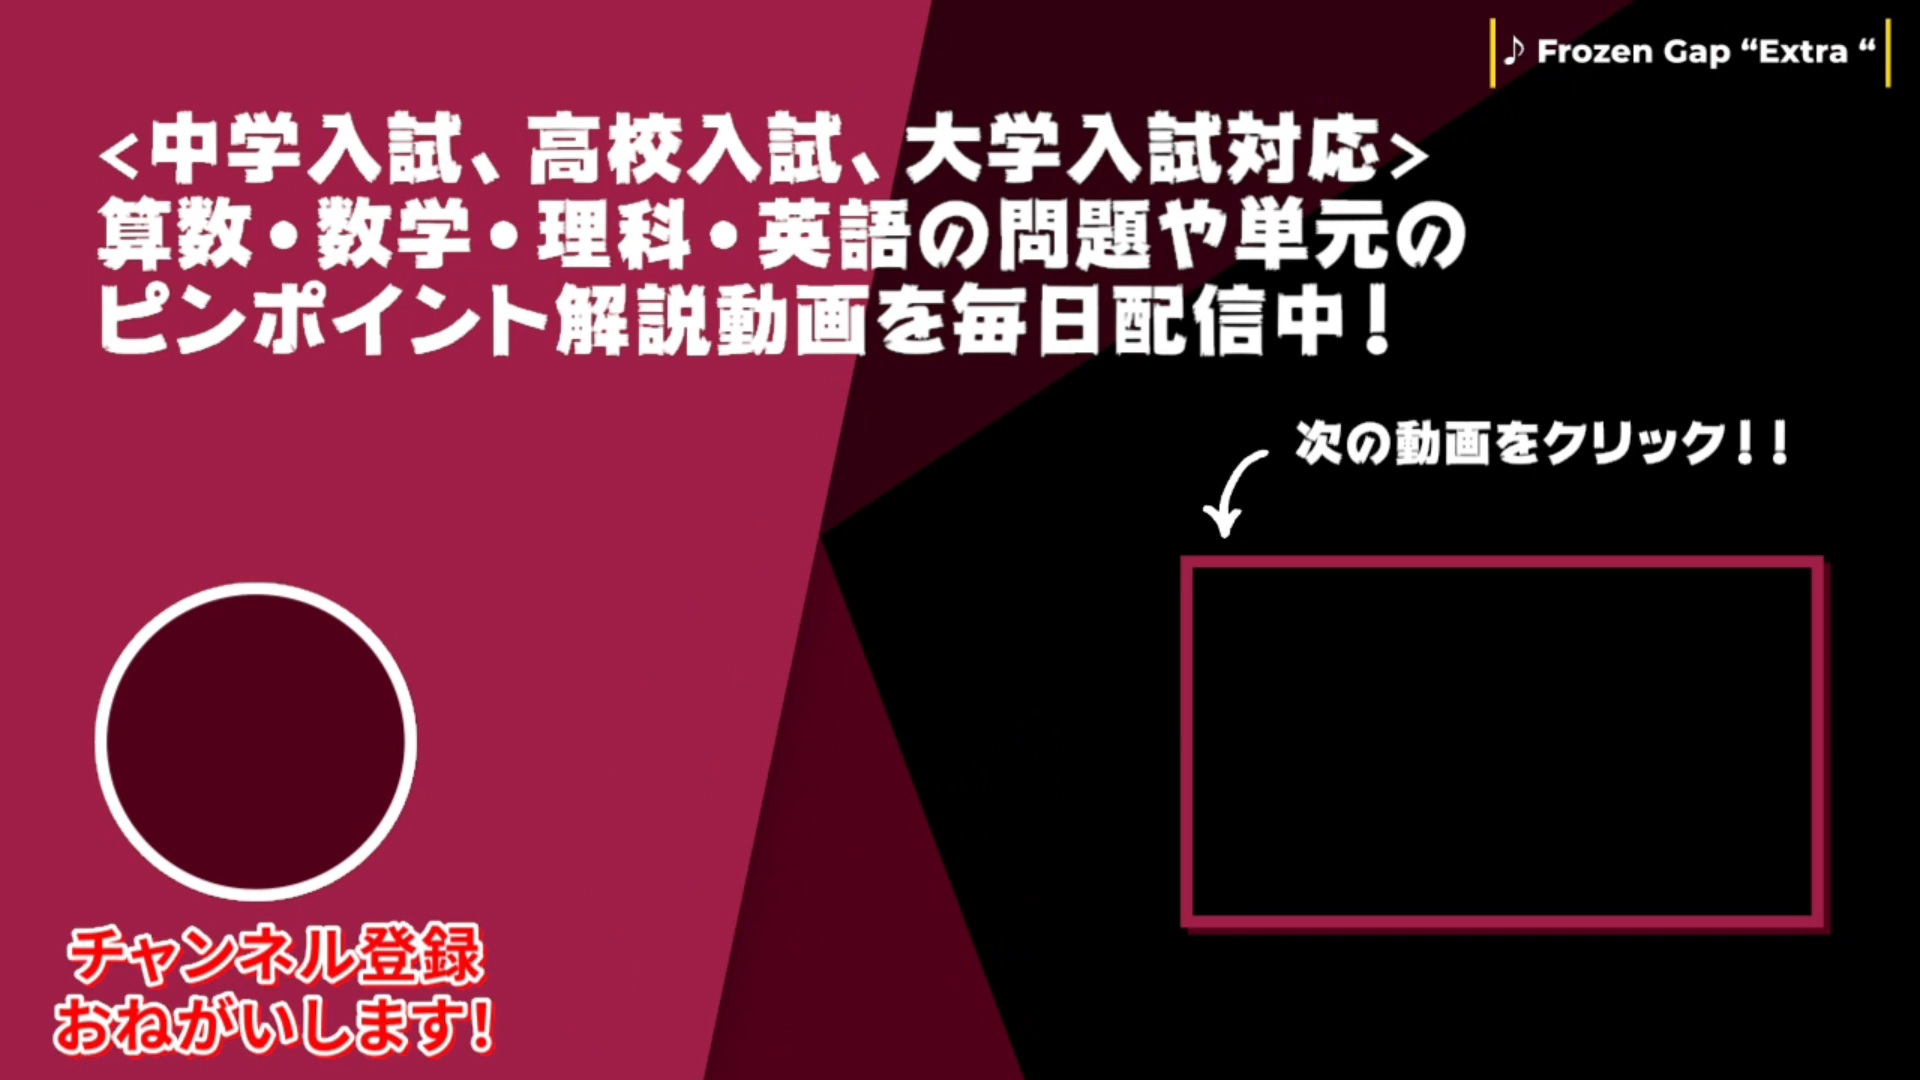 ♪ Frozen Gap “Extra “
<中学入試、高校入試、大学入試対応>
算数・数学・理科・英語の問題や単元の
ピンポイント解説動画を毎日配信中！
次の動画をクリック！！
チャンネル登録
おねがいします！